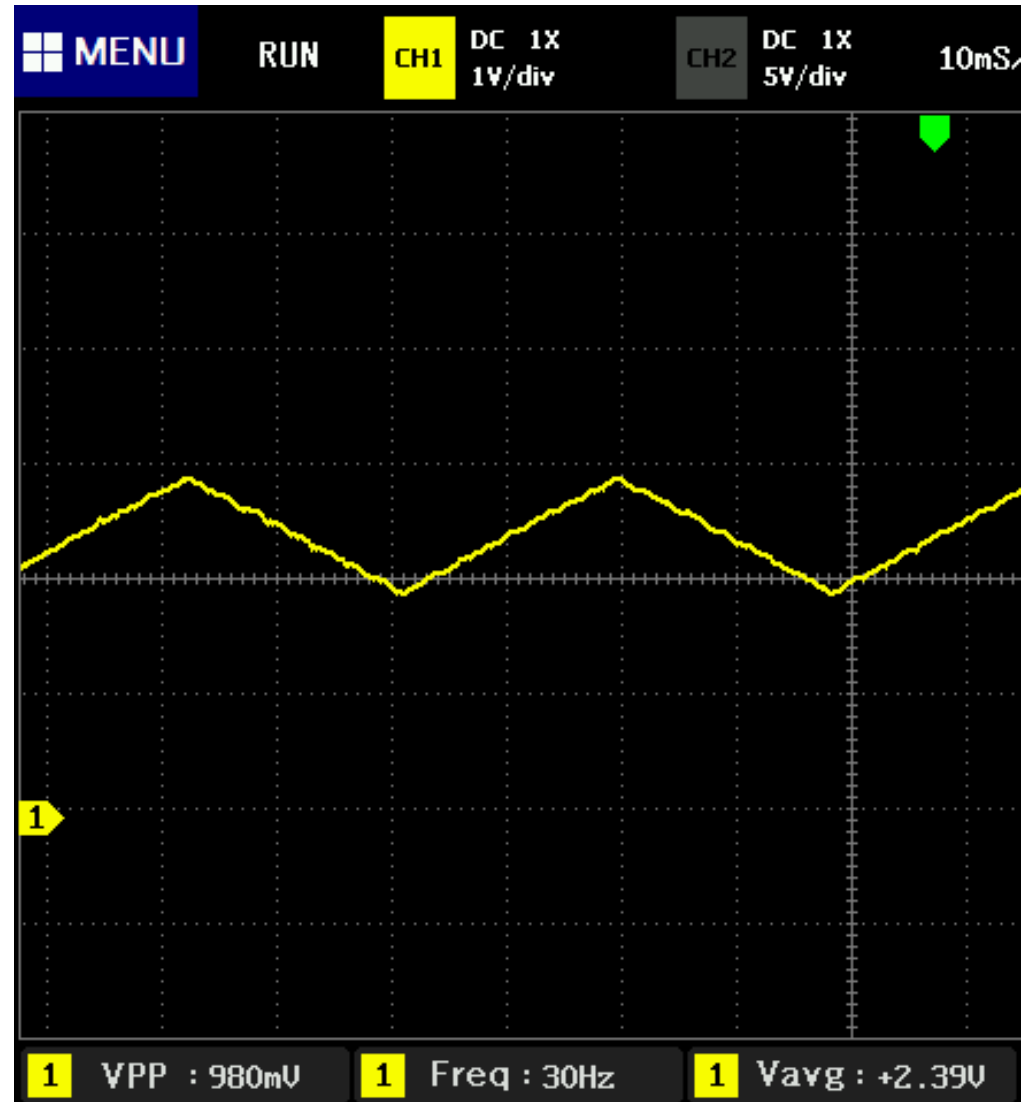 MENU RUN CH1 DC 1X CH2 DC 1X 10mS/
1V/div 5V/div
1
1 VPP : 980mV 1 Freq : 30Hz 1 Vavg : +2.39V